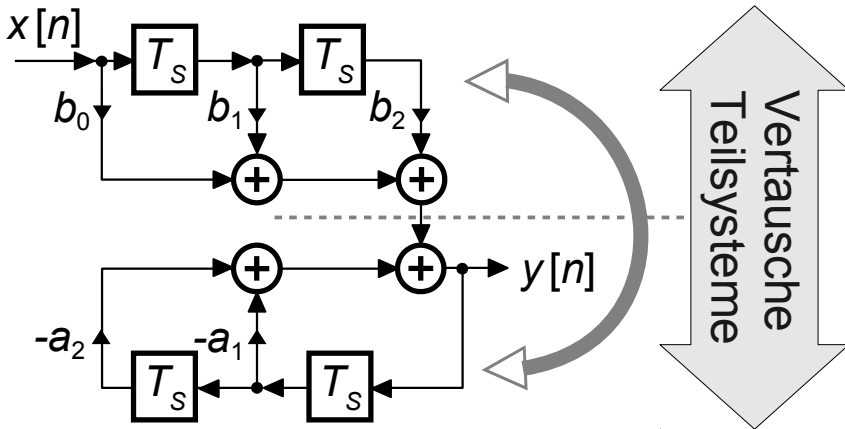 x[n]
T_S
T_S
b_0
b_1
b_2
+
+
+
+
y[n]
-a_2
-a_1
T_S
T_S
Vertausche
Teilsysteme